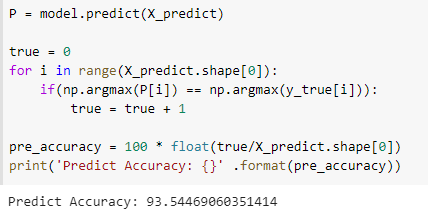 P = model.predict(X_predict)

true = 0
for i in range(X_predict.shape[0]):
    if(np.argmax(P[i]) == np.argmax(y_true[i])):
        true = true + 1

pre_accuracy = 100 * float(true/X_predict.shape[0])
print('Predict Accuracy: {}' .format(pre_accuracy))
Predict Accuracy: 93.54469060351414